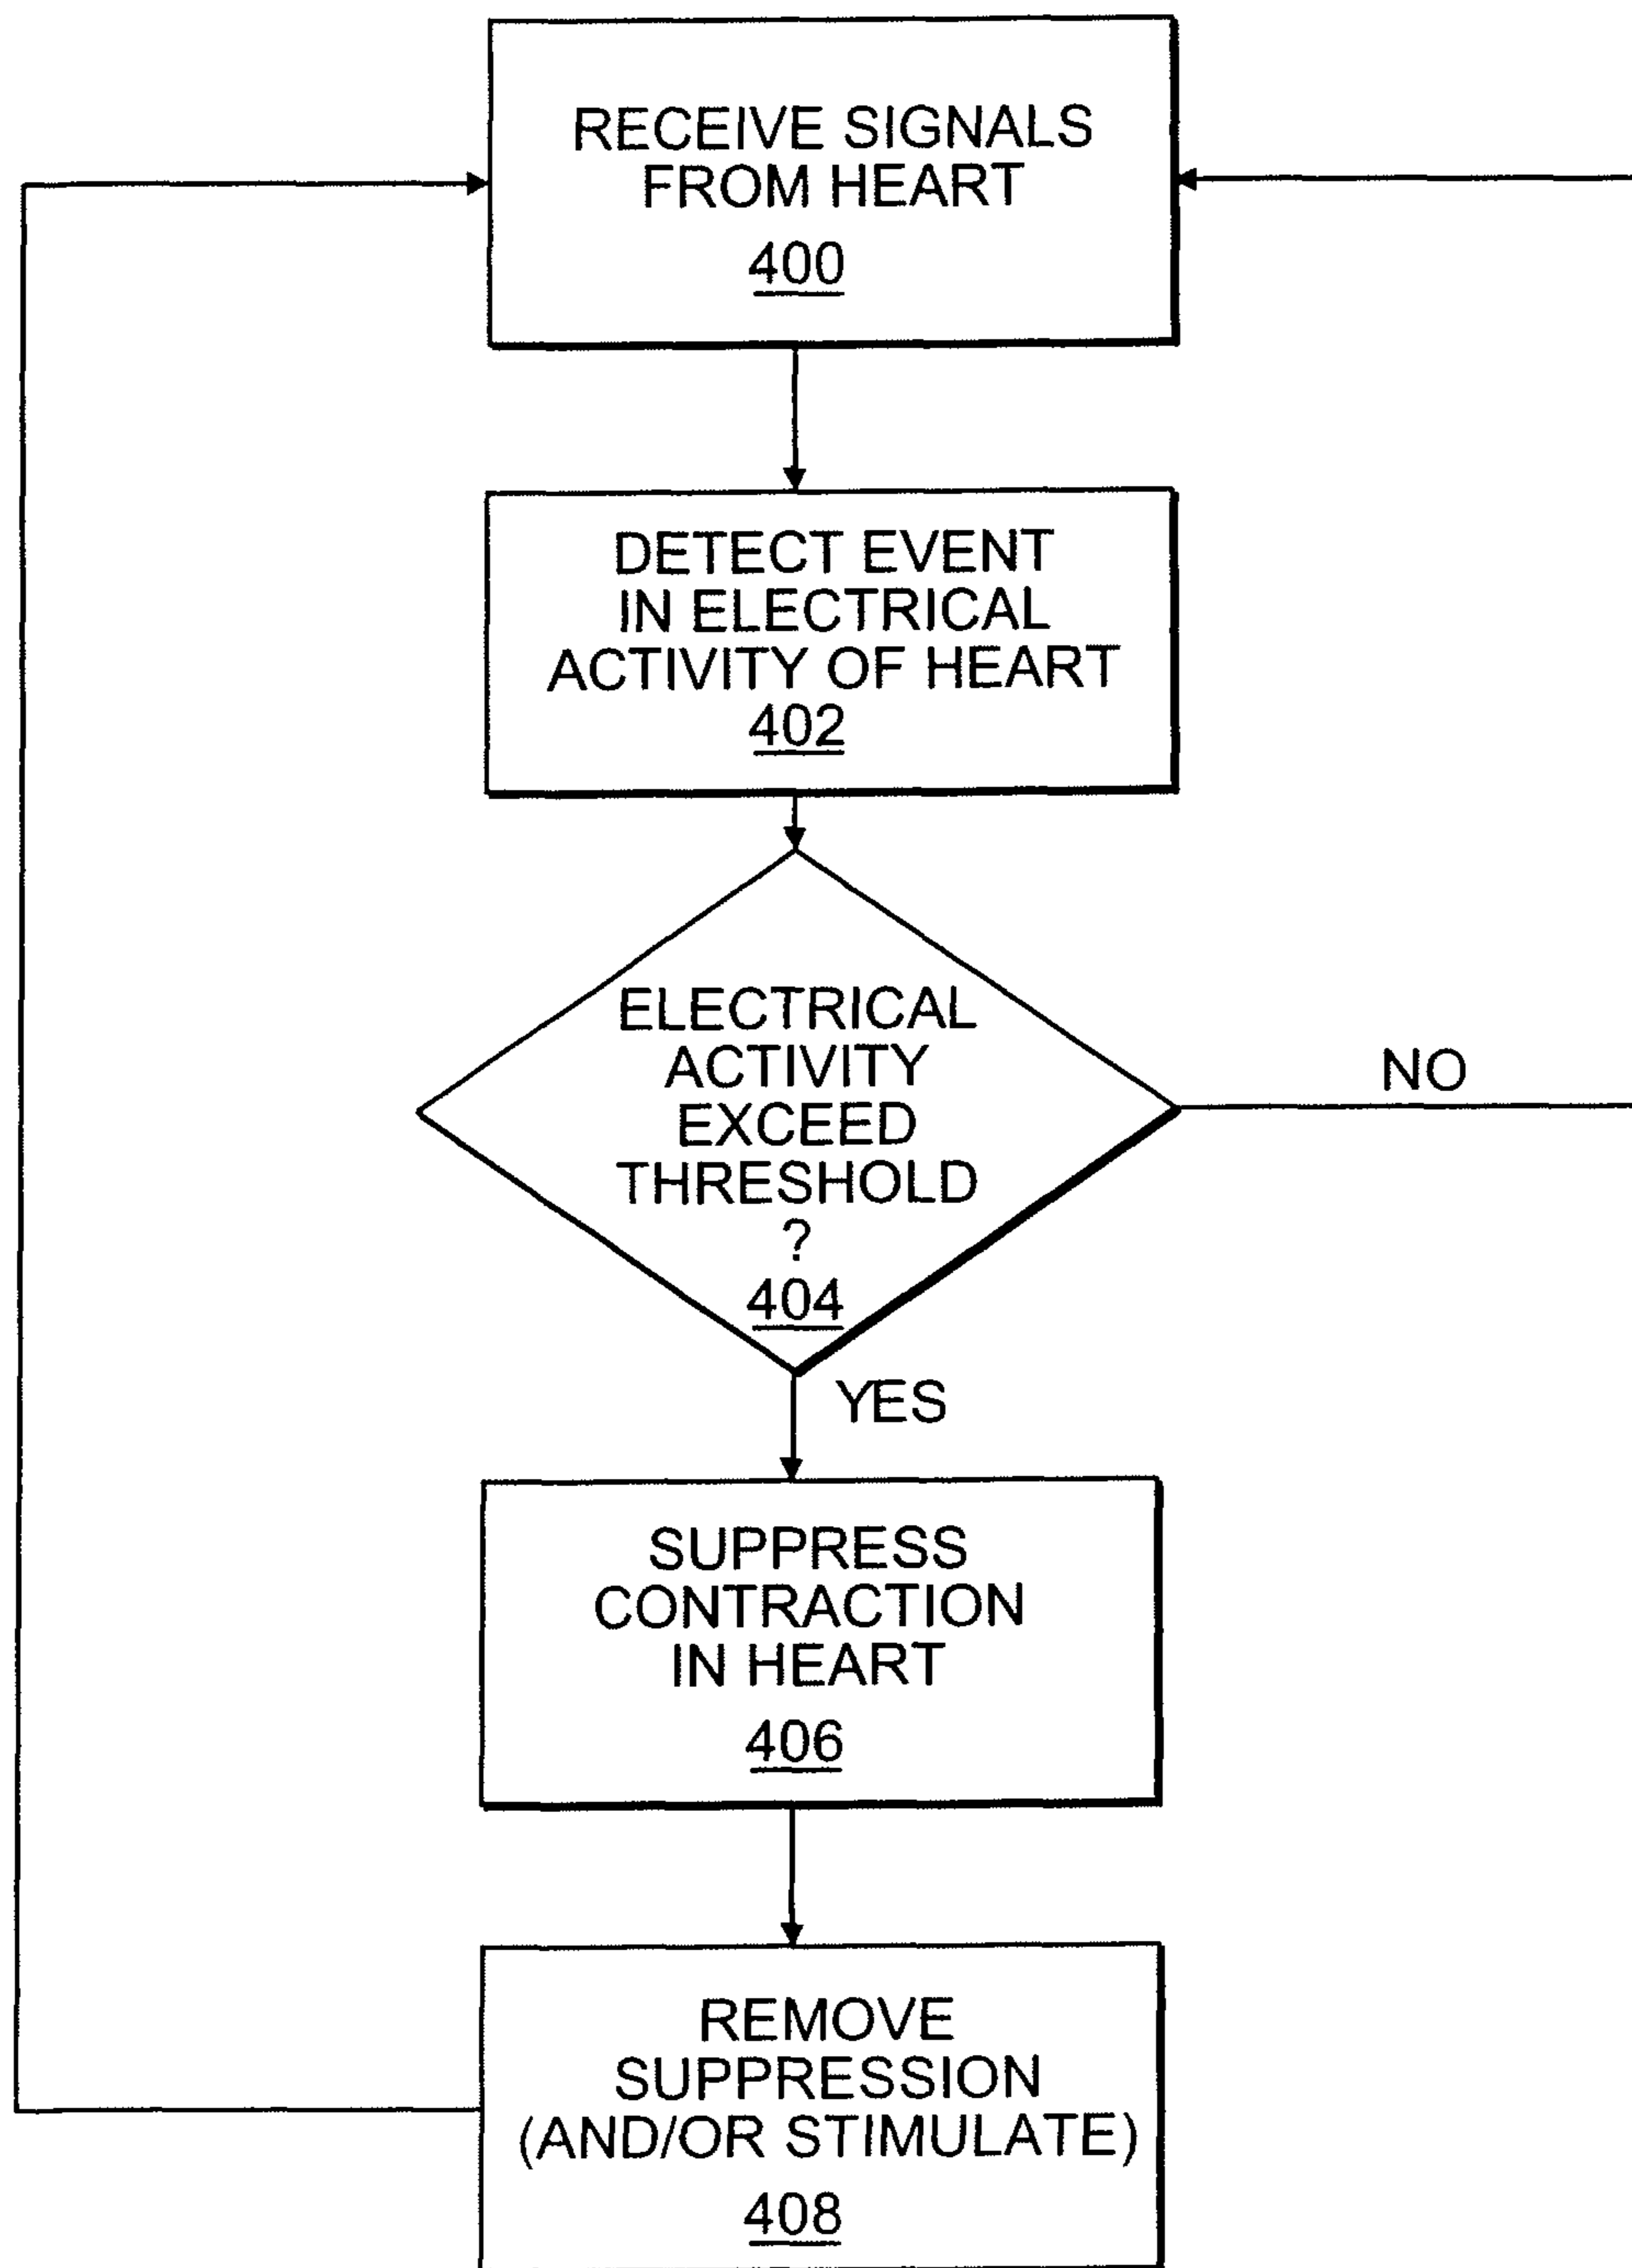 RECEIVE SIGNALS
FROM HEART
400
DETECT EVENT
IN ELECTRICAL
ACTIVITY OF HEART
402
ELECTRICAL
ACTIVITY
EXCEED
THRESHOLD
?
404
NO
YES
SUPPRESS
CONTRACTION
IN HEART
406
REMOVE
SUPPRESSION
(AND/OR STIMULATE)
408